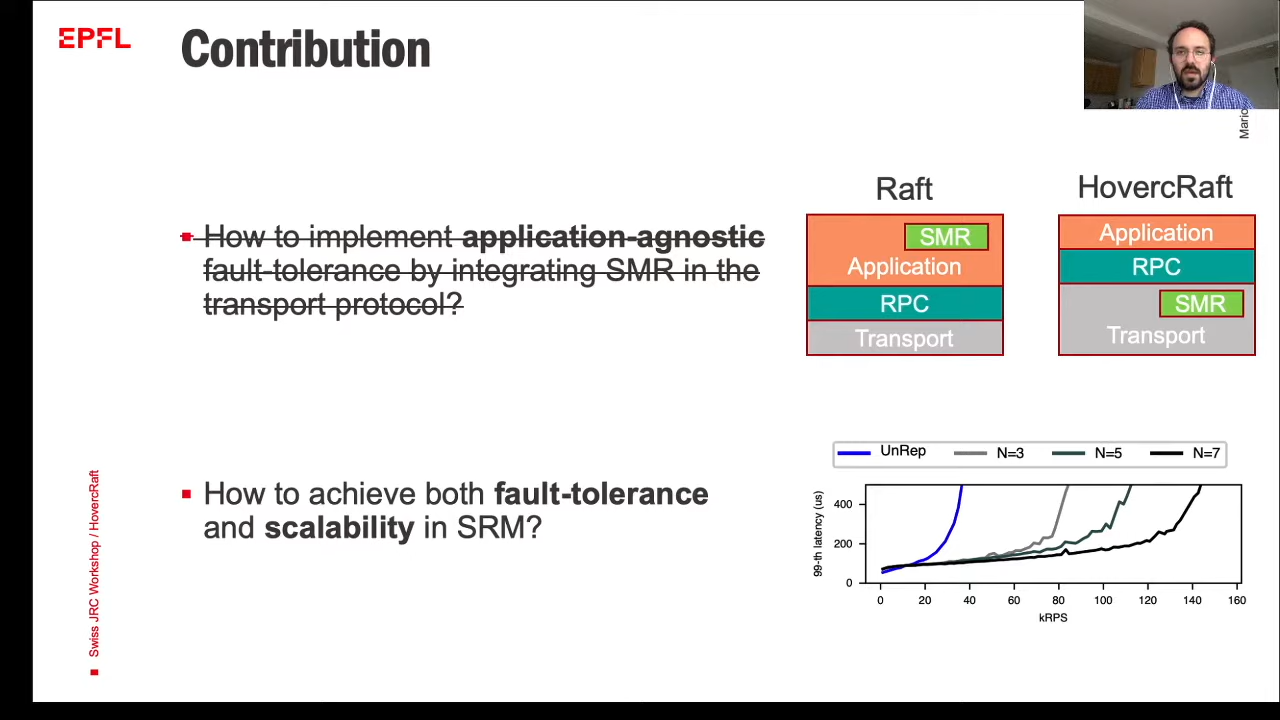 EPFL
Contribution
Mario
How to implement application-agnostic
fault-tolerance by integrating SMR in the
transport protocol?
Raft
SMR
Application
RPC
Transport
HovercRaft
Application
RPC
SMR
Transport
How to achieve both fault-tolerance
and scalability in SRM?
UnRep N=3 N=5 N=7
99-th latency (us)
400
200
0
0 20 40 60 80 100 120 140 160
kRPS
Swiss JRC Workshop / HovercRaft